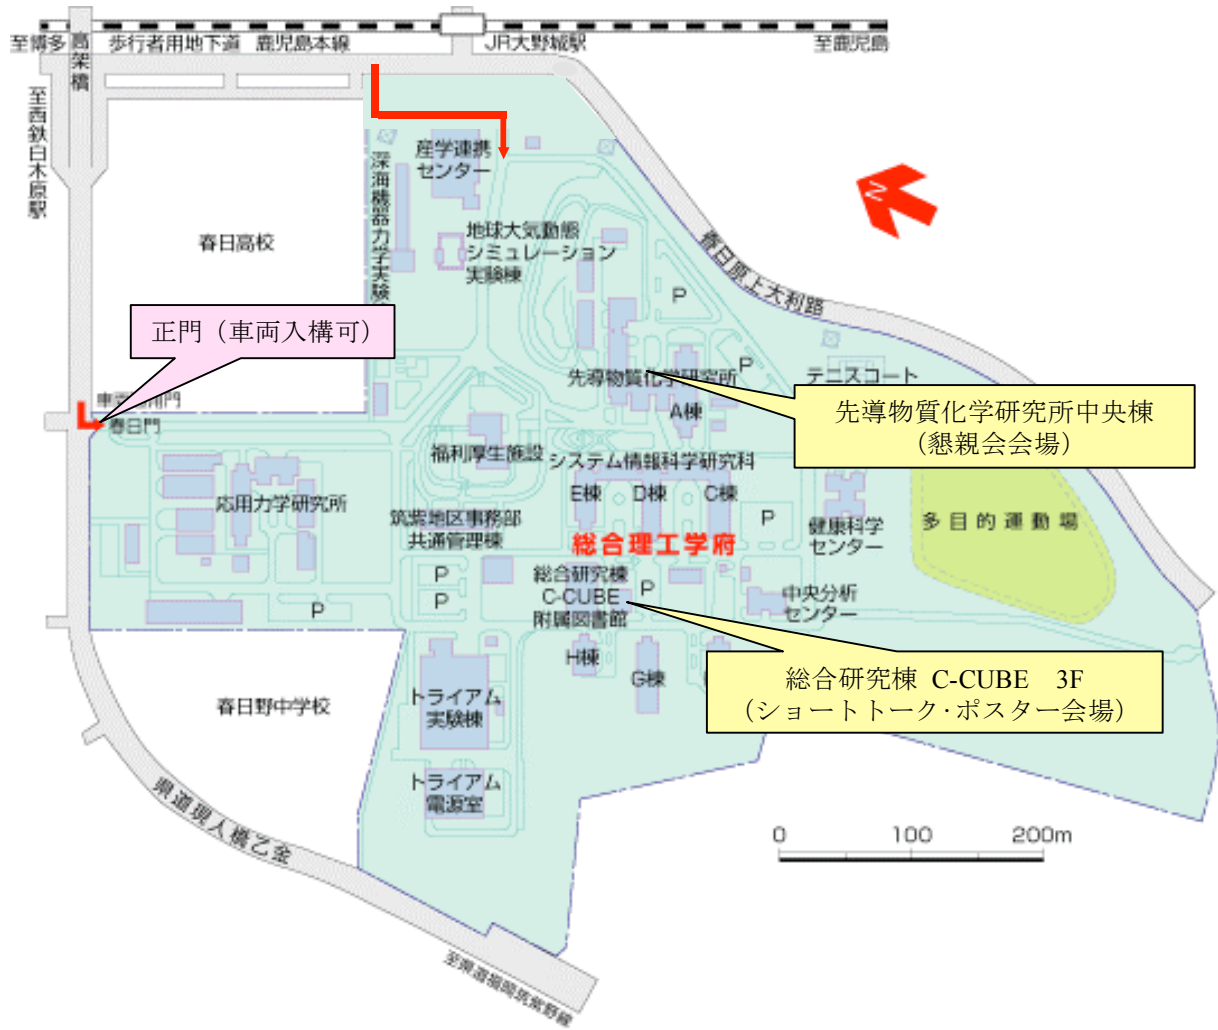 至博多
高架橋
歩行者用地下道
鹿児島本線
JR大野城駅
至鹿児島
至西鉄白木原駅
産学連携
センター
深海機器力学実験
春日高校
地球大気動態
シミュレーション
実験棟
春日原上大利路
N
P
正門（車両入構可）
春日門
P
先導物質化学研究所
テニスコート
A棟
先導物質化学研究所中央棟
（懇親会会場）
福利厚生施設
システム情報科学研究科
E棟
D棟
C棟
応用力学研究所
筑紫地区事務部
共通管理棟
P
健康科学
センター
多目的運動場
総合理工学府
P
P
総合研究棟
C-CUBE
附属図書館
P
中央分析
センター
P
H棟
G棟
総合研究棟 C-CUBE 3F
（ショートトーク・ポスター会場）
春日野中学校
トライアム
実験棟
トライアム
電源室
県道現人橋乙金
0 100 200m
至県道福岡筑紫野線